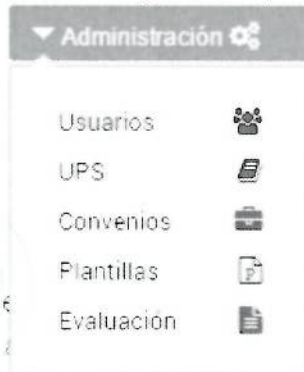 Administración
Usuarios
UPS
Convenios
Plantillas
Evaluación